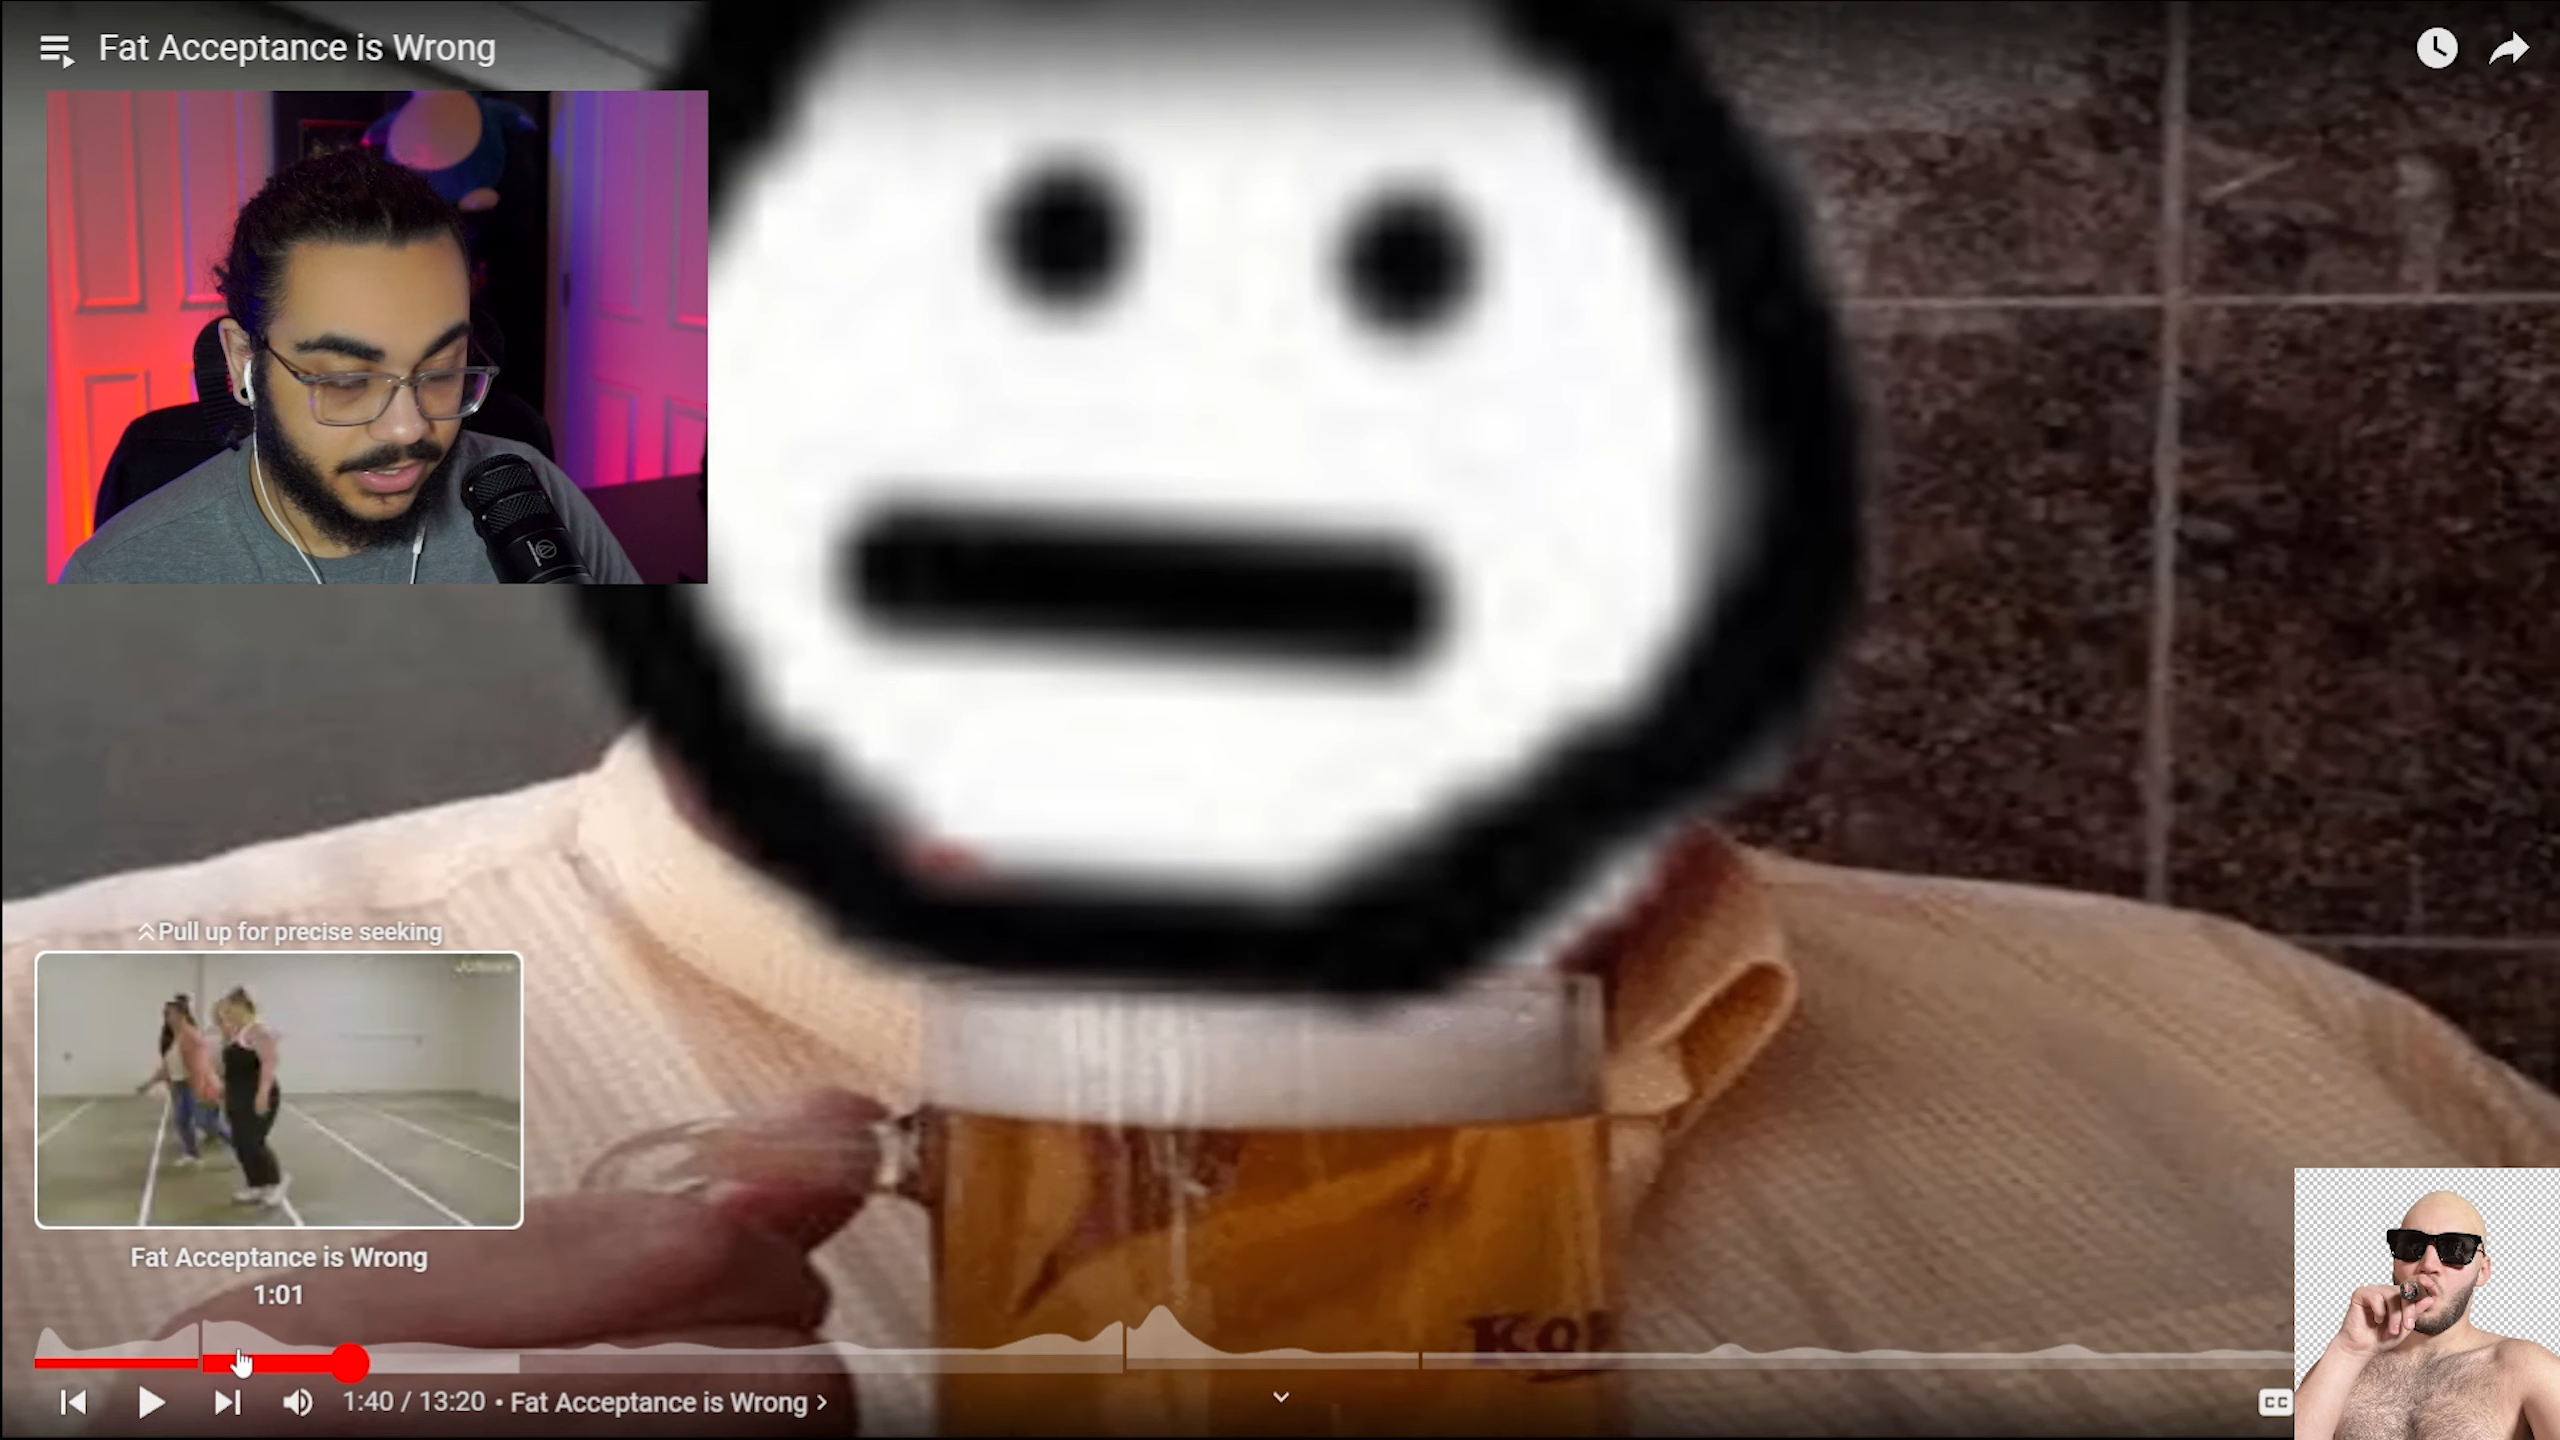 Fat Acceptance is Wrong
Pull up for precise seeking
Fat Acceptance is Wrong
1:01
1:40 / 13:20 • Fat Acceptance is Wrong
CC